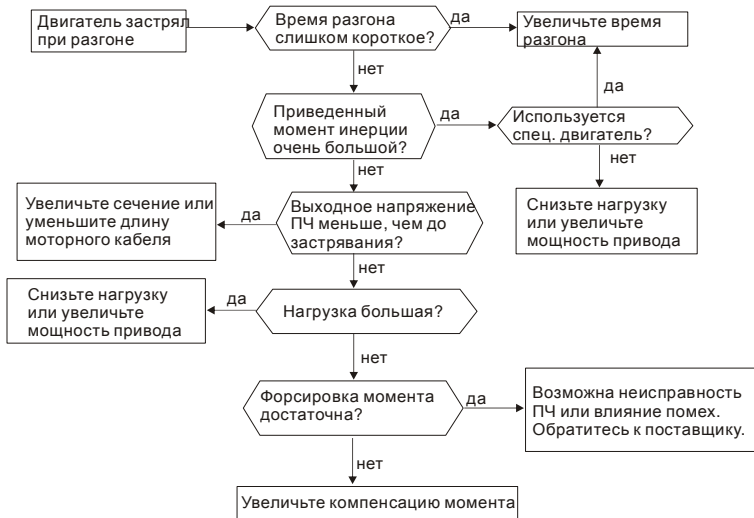 Двигатель застрял
при разгоне
Время разгона
слишком короткое?
да
Увеличьте время
разгона
нет
да
Приведенный
момент инерции
очень большой?
да
Используется
спец. двигатель?
нет
нет
Увеличьте сечение или
уменьшите длину
моторного кабеля
да
Выходное напряжение
ПЧ меньше, чем до
застрявания?
Снизьте нагрузку
или увеличьте
мощность привода
нет
Снизьте нагрузку
или увеличьте
мощность привода
да
Нагрузка большая?
нет
Форсировка момента
достаточна?
да
Возможна неисправность
ПЧ или влияние помех.
Обратитесь к поставщику.
нет
Увеличьте компенсацию момента